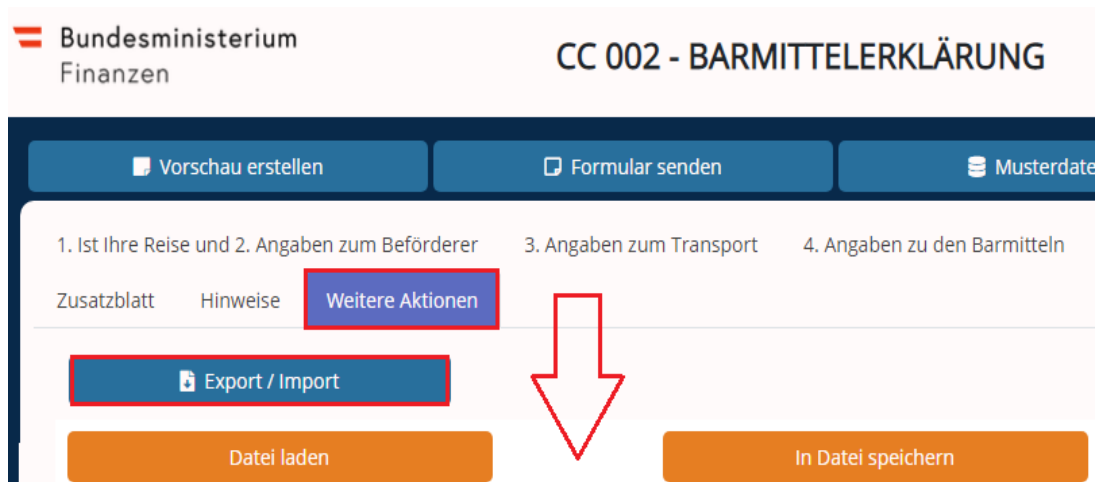 Bundesministerium
Finanzen
CC 002 - BARMITTELERKLÄRUNG
Vorschau erstellen
Formular senden
Musterdate
1. Ist Ihre Reise und 2. Angaben zum Beförderer
3. Angaben zum Transport
4. Angaben zu den Barmitteln
Zusatzblatt
Hinweise
Weitere Aktionen
Export / Import
Datei laden
In Datei speichern